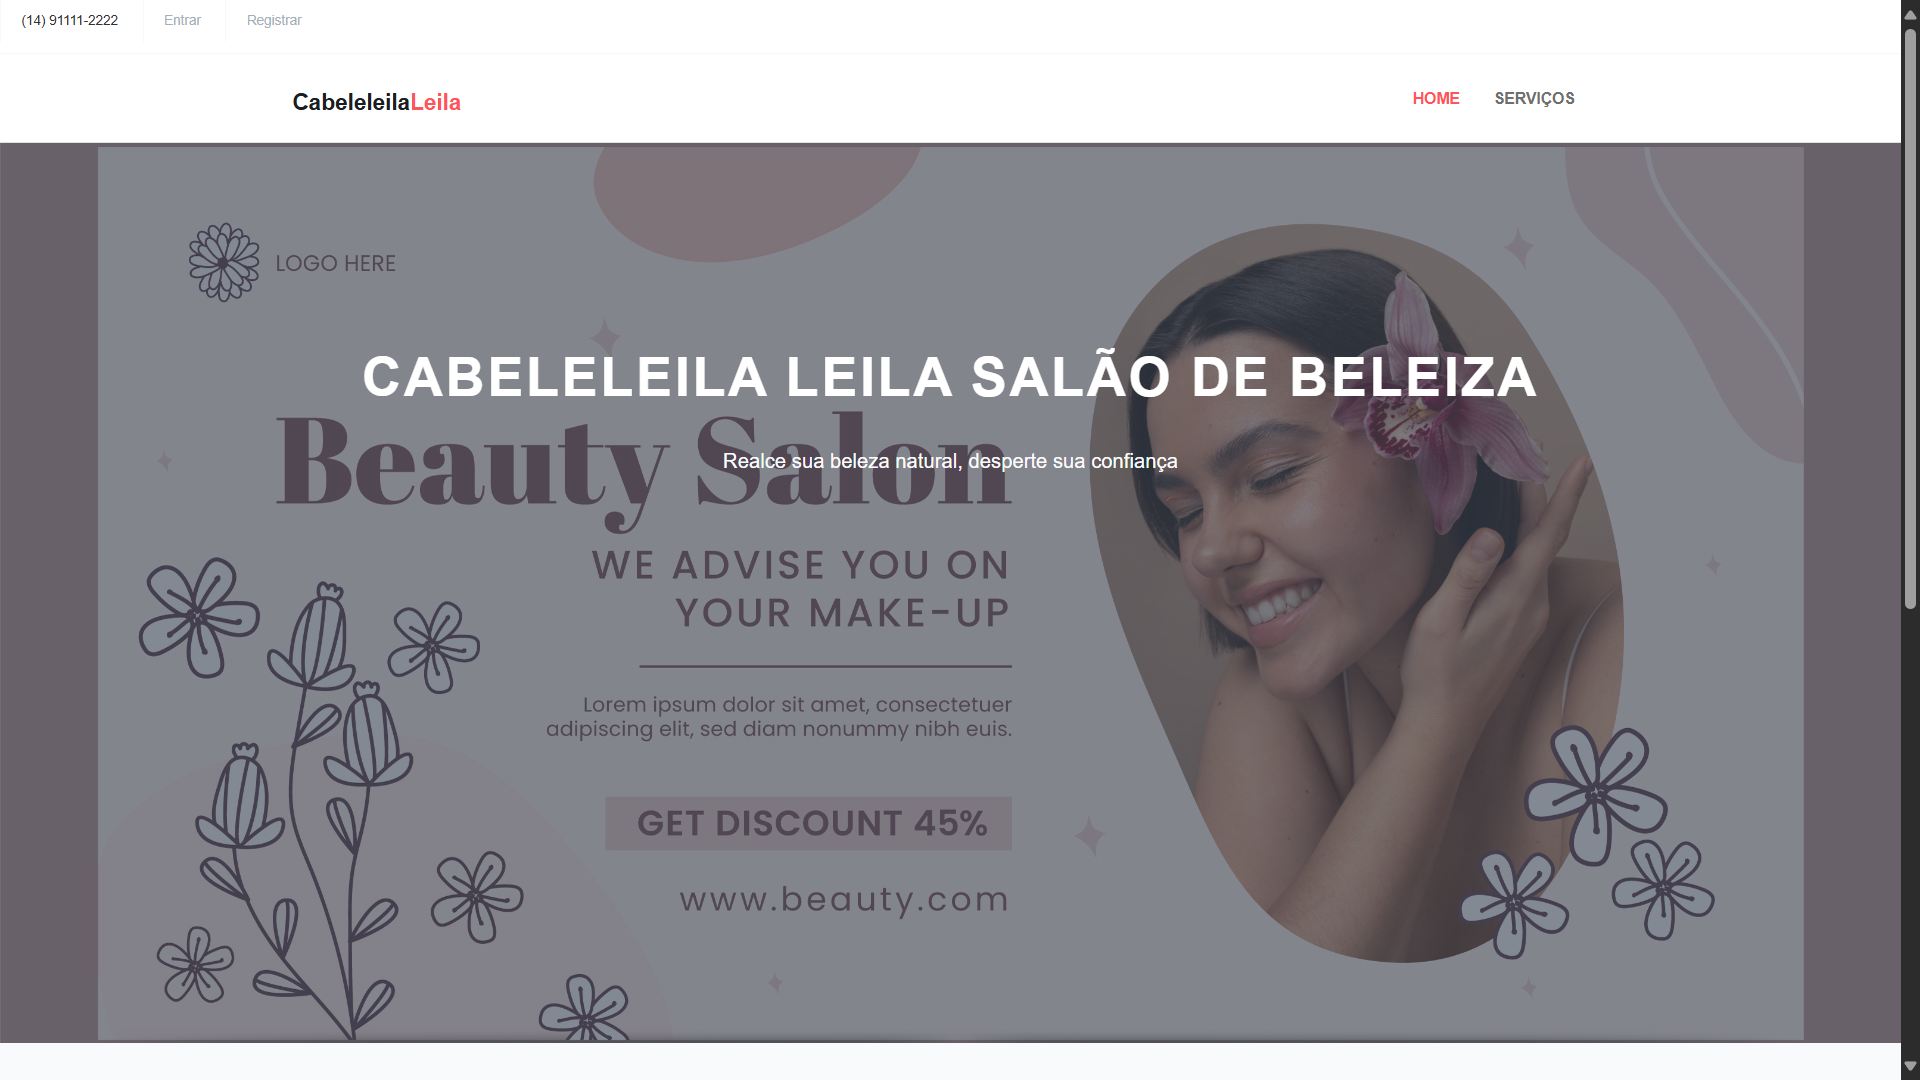 (14) 91111-2222 Entrar Registrar
CabeleleilaLeila HOME SERVIÇOS
LOGO HERE
CABELELEILA LEILA SALÃO DE BELEIZA
Beauty Salon
Realce sua beleza natural, desperte sua confiança
WE ADVISE YOU ON
YOUR MAKE-UP
Lorem ipsum dolor sit amet, consectetuer
adipiscing elit, sed diam nonummy nibh euis.
GET DISCOUNT 45%
www.beauty.com